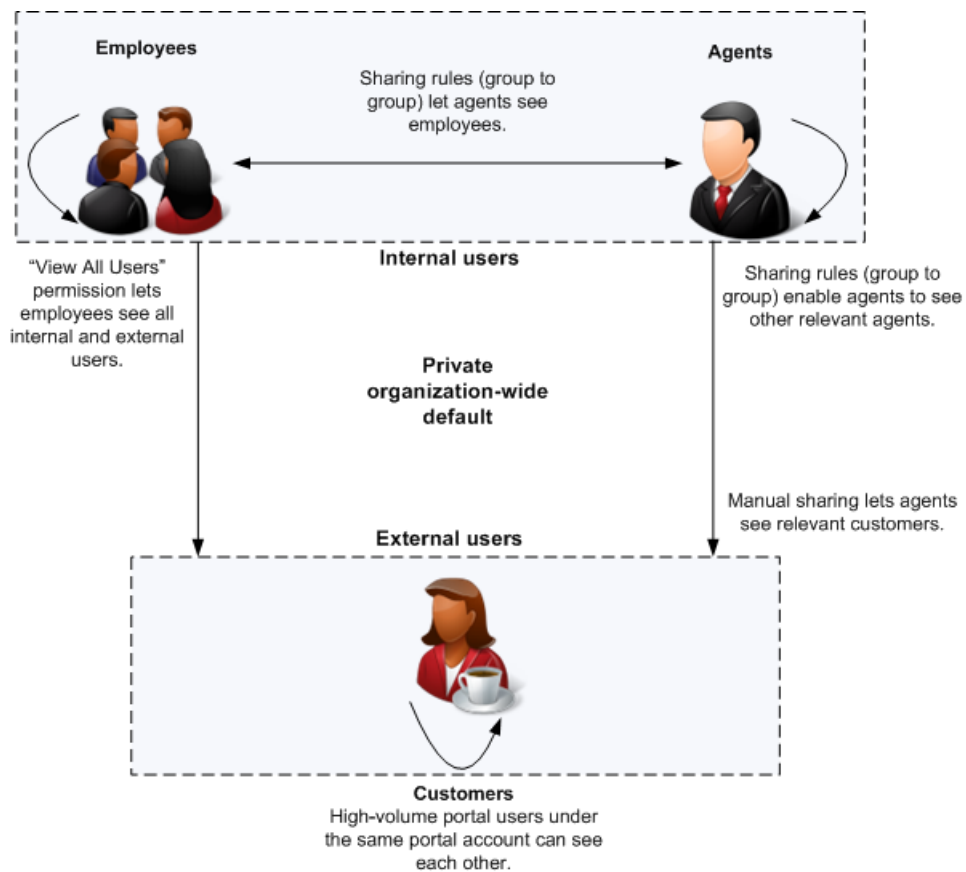 Employees
Agents
Sharing rules (group to
group) let agents see
employees.
Internal users
“View All Users”
permission lets
employees see all
internal and external
users.
Sharing rules (group to
group) enable agents to see
other relevant agents.
Private
organization-wide
default
Manual sharing lets agents
see relevant customers.
External users
Customers
High-volume portal users under
the same portal account can see
each other.